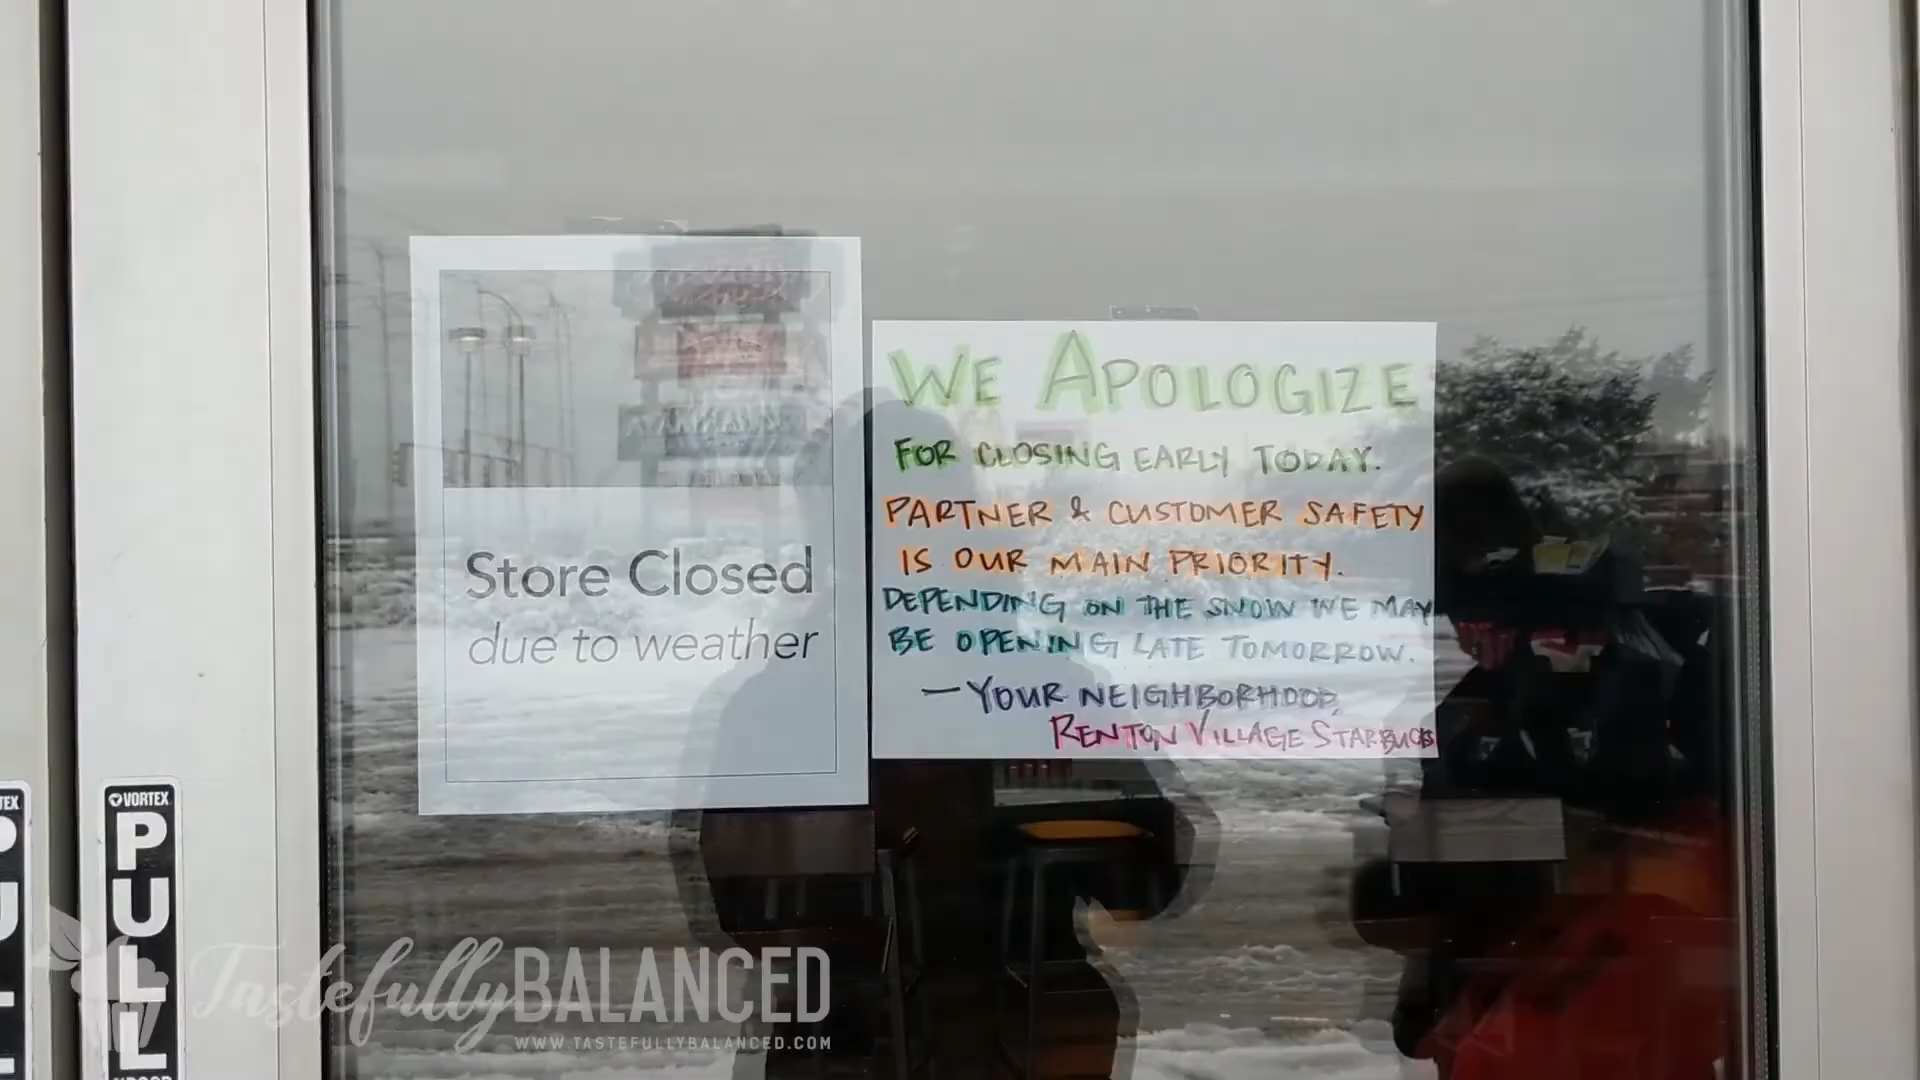 Store Closed
due to weather
WE APOLOGIZE
FOR CLOSING EARLY TODAY.
PARTNER & CUSTOMER SAFETY
IS OUR MAIN PRIORITY.
DEPENDING ON THE SNOW WE MAY
BE OPENING LATE TOMORROW.
— YOUR NEIGHBORHOOD,
RENTON VILLAGE STARBUCKS
VORTEX
PULL
Tastefully BALANCED
WWW.TASTEFULLYBALANCED.COM